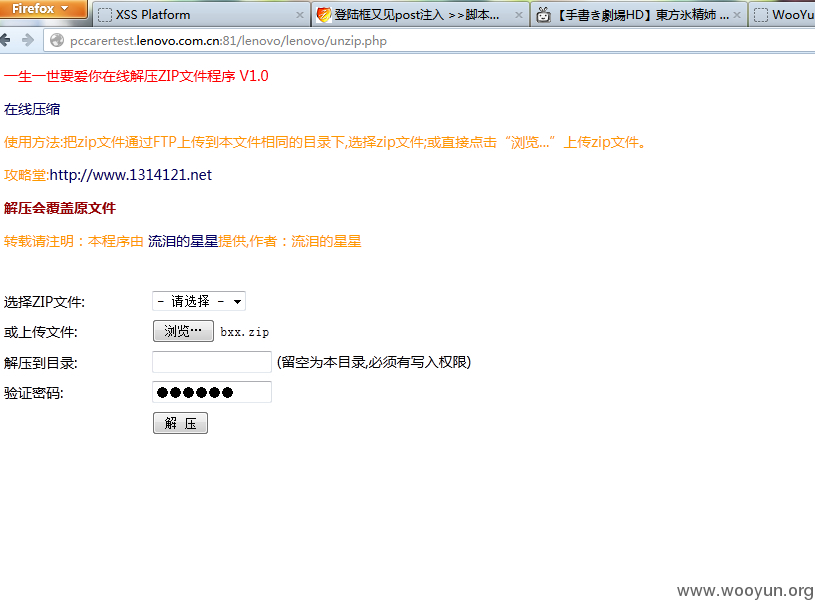 Firefox
XSS Platform
登陆框又见post注入 >>脚本...
【手書き劇場HD】東方氷精姉 ...
WooYu
pccarertest.lenovo.com.cn:81/lenovo/lenovo/unzip.php
一生一世要爱你在线解压ZIP文件程序 V1.0
在线压缩
使用方法:把zip文件通过FTP上传到本文件相同的目录下,选择zip文件;或直接点击“浏览...”上传zip文件。
攻略堂:http://www.1314121.net
解压会覆盖原文件
转载请注明：本程序由 流泪的星星提供,作者：流泪的星星
选择ZIP文件: - 请选择 -
或上传文件: 浏览… bxx.zip
解压到目录: (留空为本目录,必须有写入权限)
验证密码: ●●●●●●
解 压
www.wooyun.org